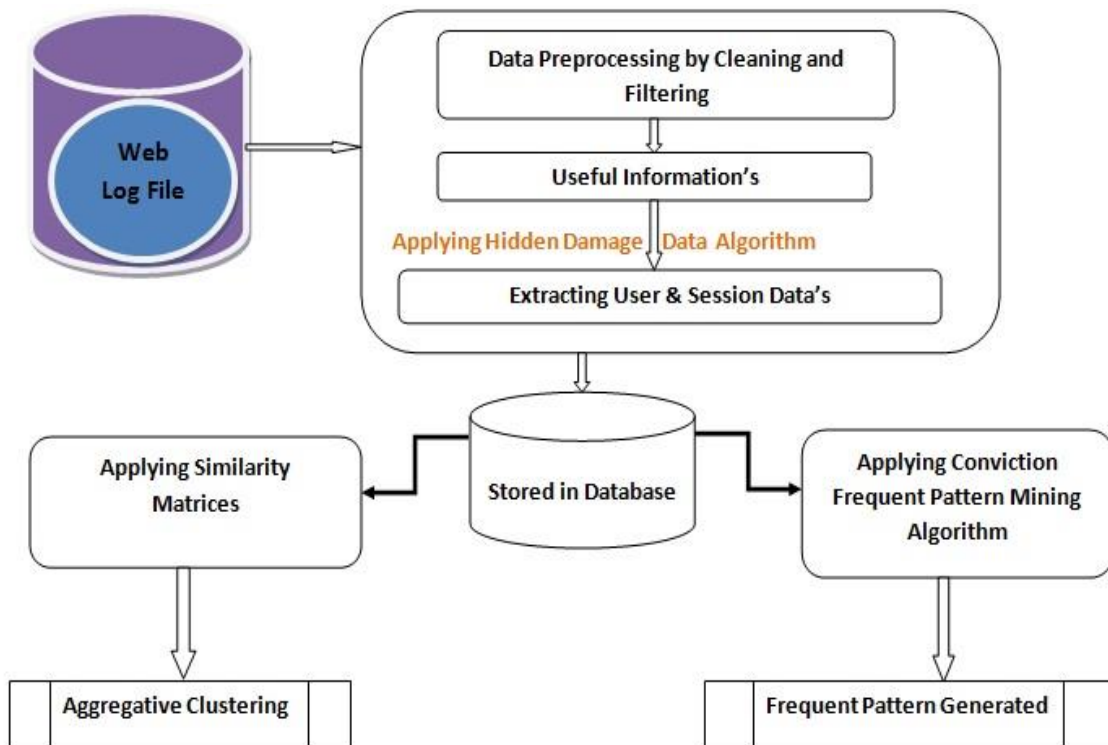 Web
Log File
Data Preprocessing by Cleaning and
Filtering
Useful Information's
Applying Hidden Damage Data Algorithm
Extracting User & Session Data's
Stored in Database
Applying Similarity
Matrices
Applying Conviction
Frequent Pattern Mining
Algorithm
Aggregative Clustering
Frequent Pattern Generated